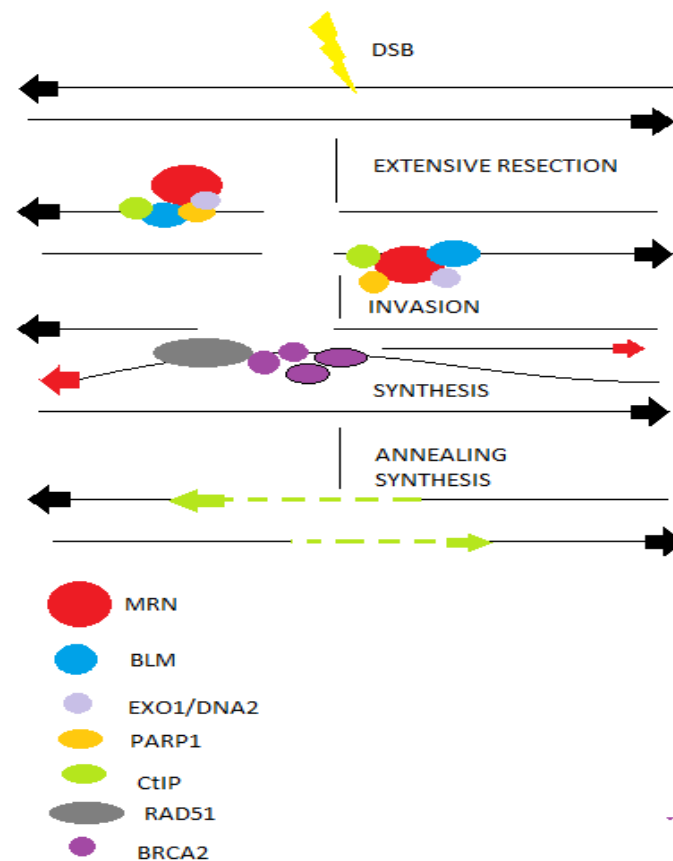 DSB
EXTENSIVE RESECTION
INVASION
SYNTHESIS
ANNEALING
SYNTHESIS
MRN
BLM
EXO1/DNA2
PARP1
CtIP
RAD51
BRCA2